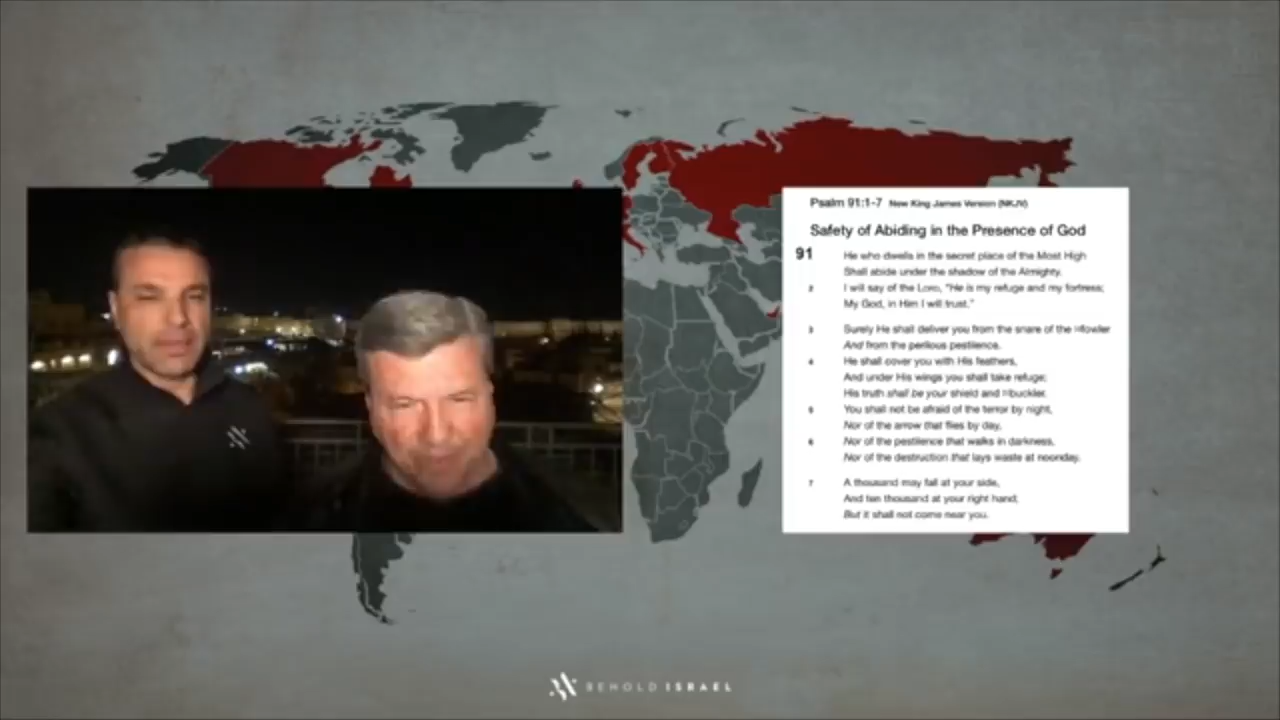 Psalm 91:1-7 New King James Version (NKJV)
Safety of Abiding in the Presence of God
91 He who dwells in the secret place of the Most High
Shall abide under the shadow of the Almighty.
2 I will say of the LORD, "He is my refuge and my fortress;
My God, in Him I will trust."
3 Surely He shall deliver you from the snare of the fowler
And from the perilous pestilence.
4 He shall cover you with His feathers,
And under His wings you shall take refuge;
His truth shall be your shield and buckler.
5 You shall not be afraid of the terror by night,
Nor of the arrow that flies by day,
6 Nor of the pestilence that walks in darkness,
Nor of the destruction that lays waste at noonday.
7 A thousand may fall at your side,
And ten thousand at your right hand;
But it shall not come near you.
BEHOLD ISRAEL